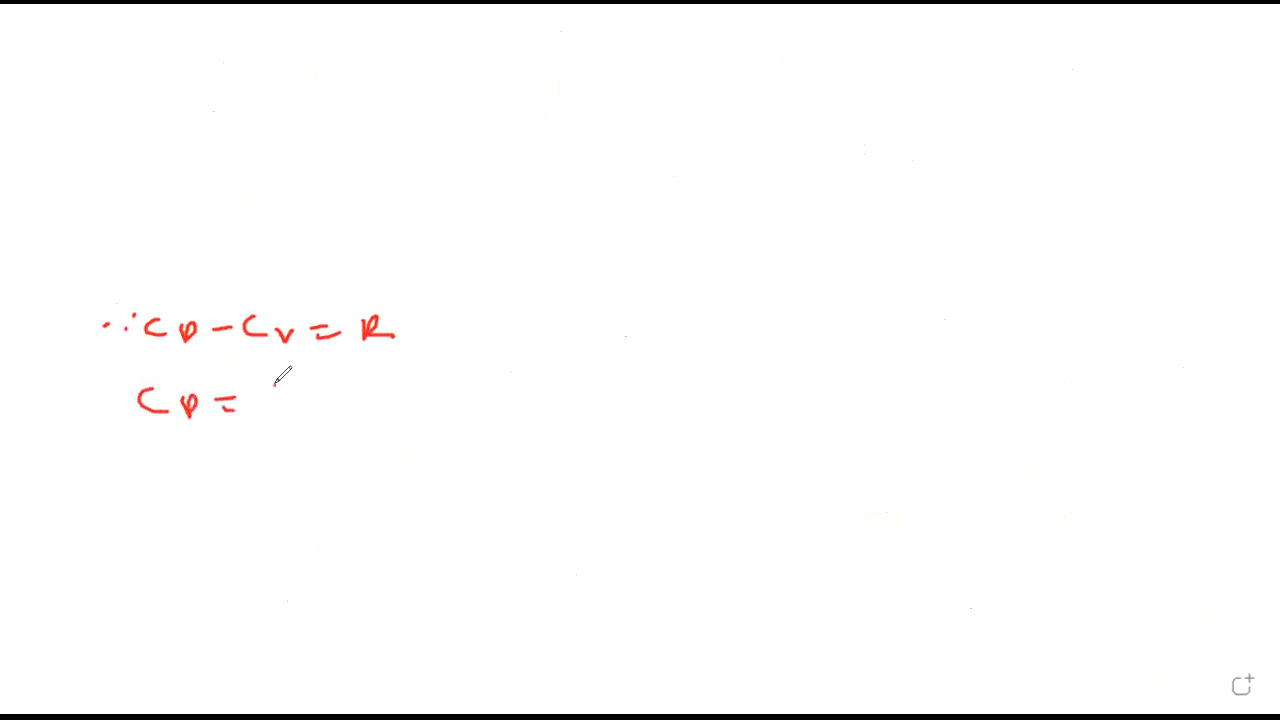 ∵ Cp - Cv = R
Cp =